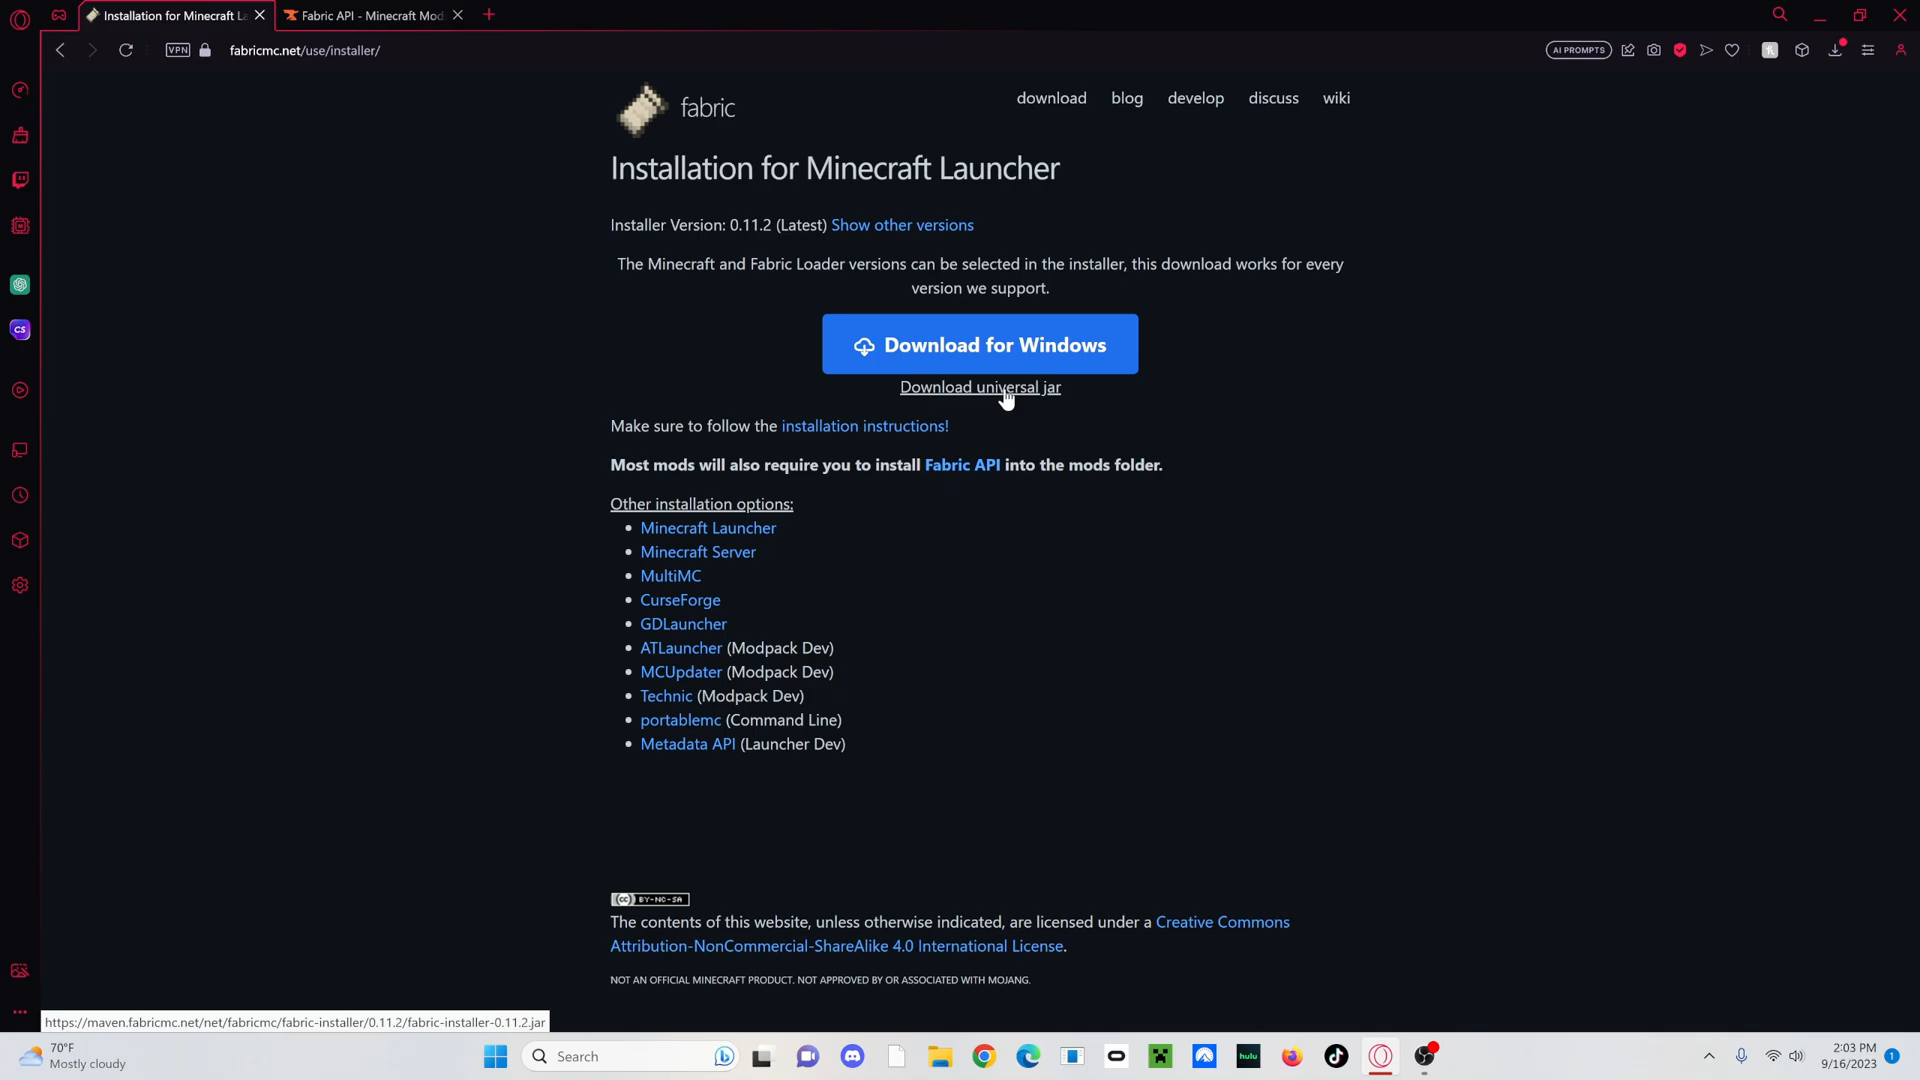 Installation for Minecraft La
Fabric API - Minecraft Mod
VPN
fabricmc.net/use/installer/
AI PROMPTS
fabric
download
blog
develop
discuss
wiki
Installation for Minecraft Launcher
Installer Version: 0.11.2 (Latest) Show other versions
The Minecraft and Fabric Loader versions can be selected in the installer, this download works for every
version we support.
Download for Windows
Download universal jar
Make sure to follow the installation instructions!
Most mods will also require you to install Fabric API into the mods folder.
Other installation options:
Minecraft Launcher
Minecraft Server
MultiMC
CurseForge
GDLauncher
ATLauncher (Modpack Dev)
MCUpdater (Modpack Dev)
Technic (Modpack Dev)
portablemc (Command Line)
Metadata API (Launcher Dev)
CS
cc BY-NC-SA
The contents of this website, unless otherwise indicated, are licensed under a Creative Commons
Attribution-NonCommercial-ShareAlike 4.0 International License.
NOT AN OFFICIAL MINECRAFT PRODUCT. NOT APPROVED BY OR ASSOCIATED WITH MOJANG.
https://maven.fabricmc.net/net/fabricmc/fabric-installer/0.11.2/fabric-installer-0.11.2.jar
70°F
Mostly cloudy
Search
hulu
2:03 PM
9/16/2023
1